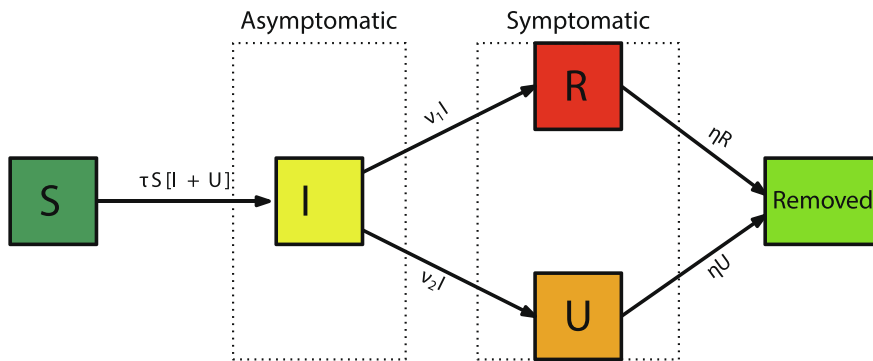 Asymptomatic
Symptomatic
S
τS[I + U]
I
ν₁I
ν₂I
R
U
ηR
ηU
Removed